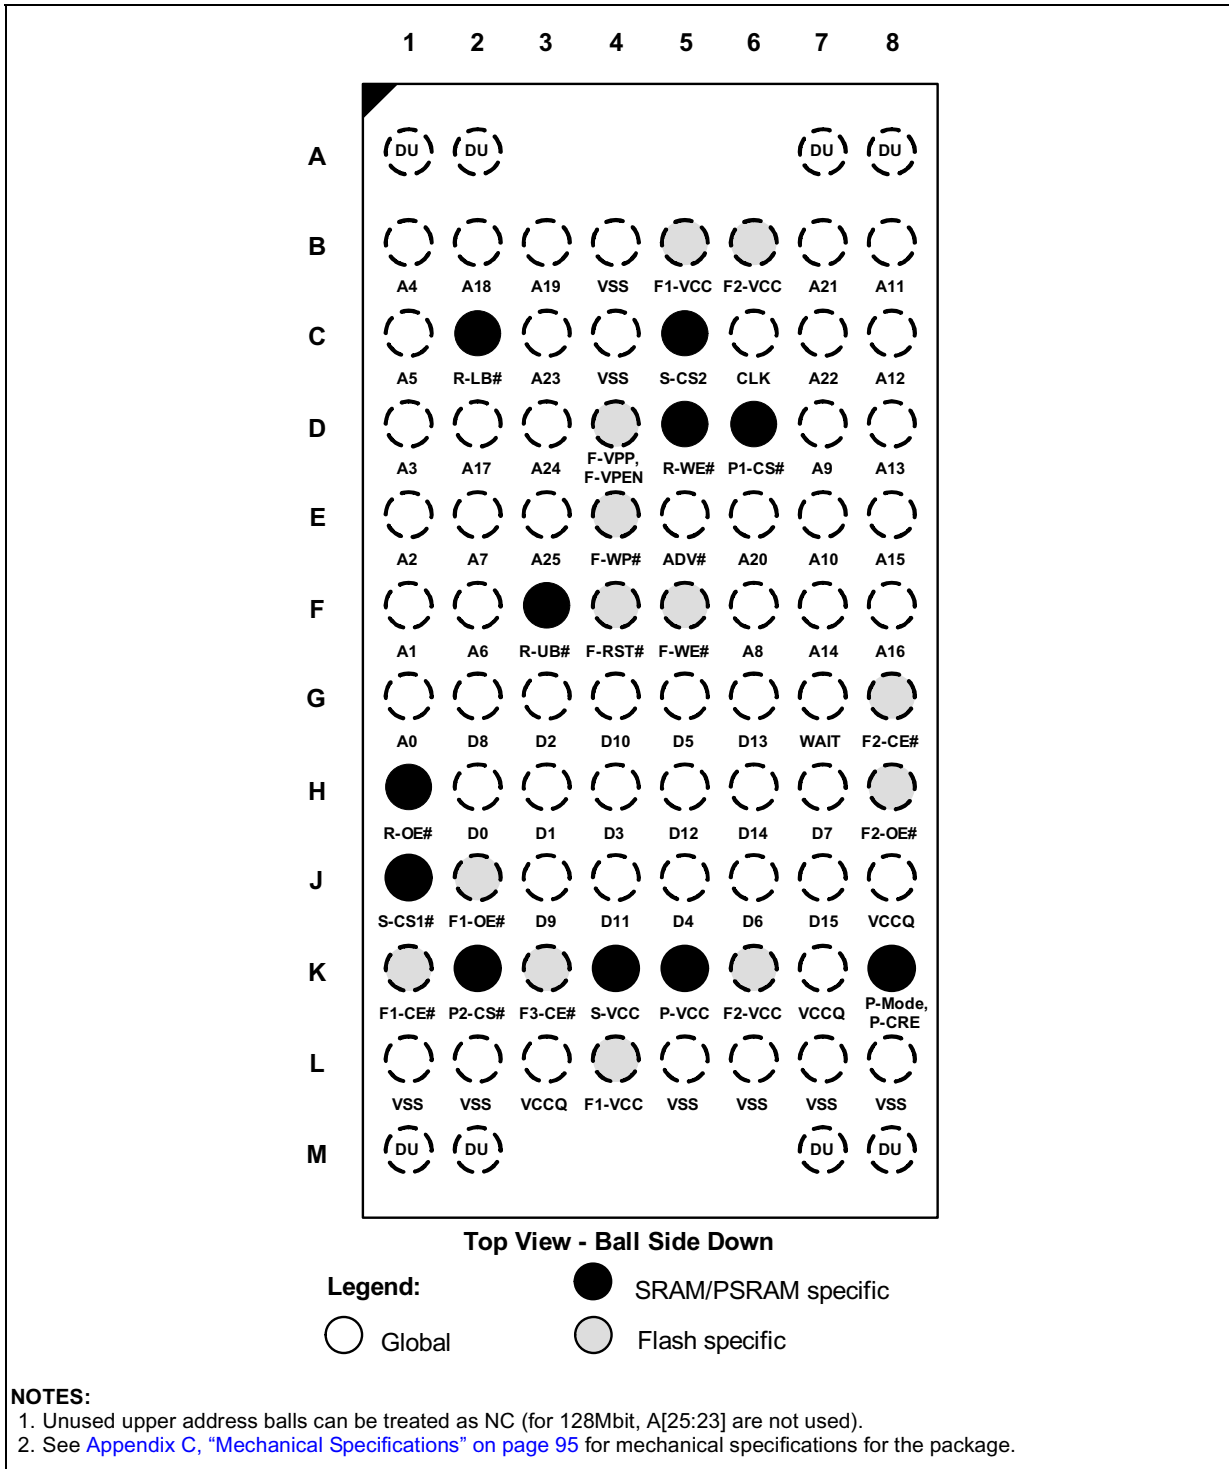 1 2 3 4 5 6 7 8
A DU DU DU DU
B
A4 A18 A19 VSS F1-VCC F2-VCC A21 A11
C
A5 R-LB# A23 VSS S-CS2 CLK A22 A12
D
A3 A17 A24 F-VPP, F-VPEN R-WE# P1-CS# A9 A13
E
A2 A7 A25 F-WP# ADV# A20 A10 A15
F
A1 A6 R-UB# F-RST# F-WE# A8 A14 A16
G
A0 D8 D2 D10 D5 D13 WAIT F2-CE#
H
R-OE# D0 D1 D3 D12 D14 D7 F2-OE#
J
S-CS1# F1-OE# D9 D11 D4 D6 D15 VCCQ
K
F1-CE# P2-CS# F3-CE# S-VCC P-VCC F2-VCC VCCQ P-Mode, P-CRE
L
VSS VSS VCCQ F1-VCC VSS VSS VSS VSS
M DU DU DU DU
Top View - Ball Side Down
Legend: SRAM/PSRAM specific
Global Flash specific
NOTES:
1. Unused upper address balls can be treated as NC (for 128Mbit, A[25:23] are not used).
2. See Appendix C, “Mechanical Specifications” on page 95 for mechanical specifications for the package.